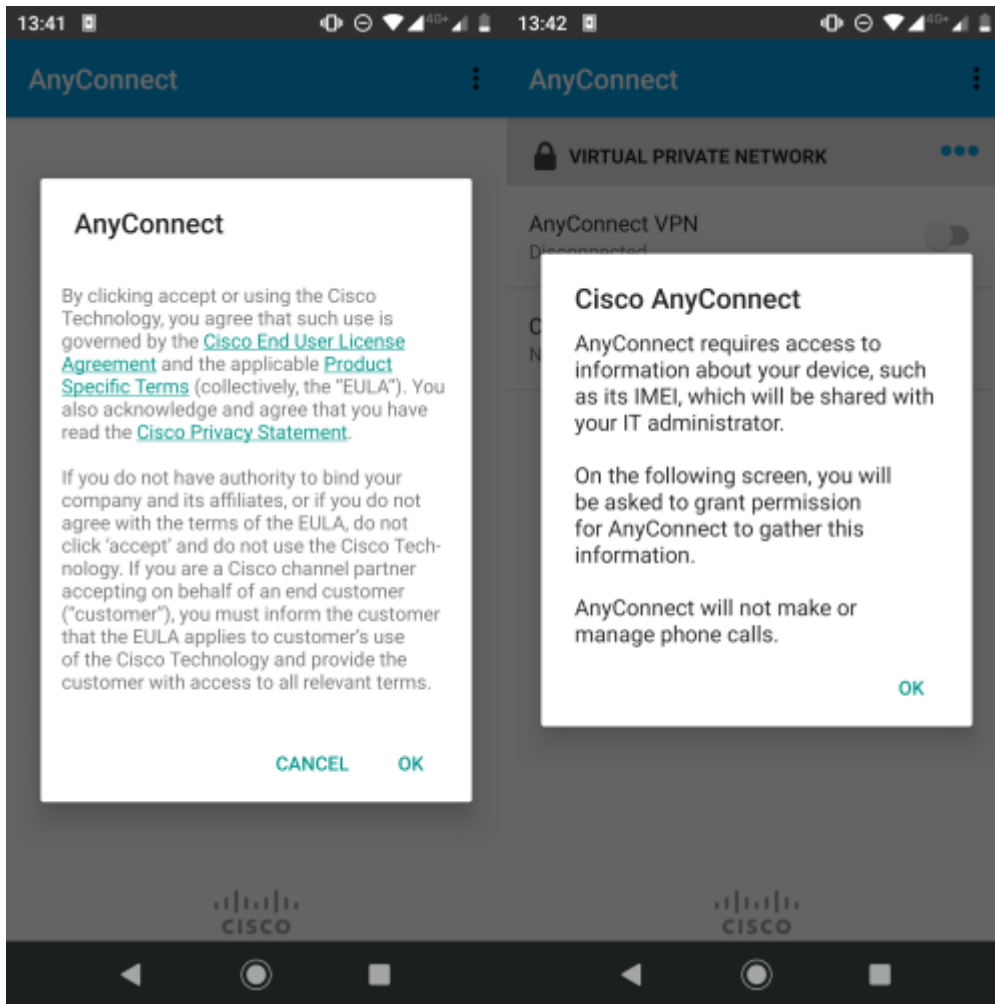 13:41
4G+
AnyConnect
AnyConnect
By clicking accept or using the Cisco
Technology, you agree that such use is
governed by the Cisco End User License
Agreement and the applicable Product
Specific Terms (collectively, the “EULA”). You
also acknowledge and agree that you have
read the Cisco Privacy Statement.
If you do not have authority to bind your
company and its affiliates, or if you do not
agree with the terms of the EULA, do not
click ‘accept’ and do not use the Cisco Tech-
nology. If you are a Cisco channel partner
accepting on behalf of an end customer
(“customer”), you must inform the customer
that the EULA applies to customer’s use
of the Cisco Technology and provide the
customer with access to all relevant terms.
CANCEL OK
CISCO
13:42
4G+
AnyConnect
VIRTUAL PRIVATE NETWORK
AnyConnect VPN
Disconnected
Cisco AnyConnect
AnyConnect requires access to
information about your device, such
as its IMEI, which will be shared with
your IT administrator.
On the following screen, you will
be asked to grant permission
for AnyConnect to gather this
information.
AnyConnect will not make or
manage phone calls.
OK
CISCO